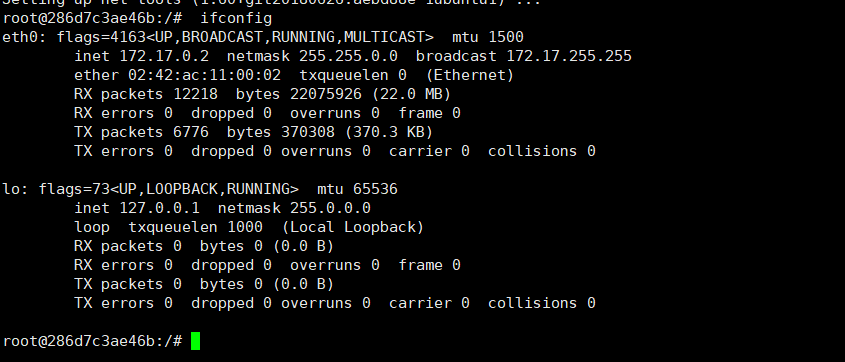 root@286d7c3ae46b:/#  ifconfig
eth0: flags=4163<UP,BROADCAST,RUNNING,MULTICAST>  mtu 1500
        inet 172.17.0.2  netmask 255.255.0.0  broadcast 172.17.255.255
        ether 02:42:ac:11:00:02  txqueuelen 0  (Ethernet)
        RX packets 12218  bytes 22075926 (22.0 MB)
        RX errors 0  dropped 0  overruns 0  frame 0
        TX packets 6776  bytes 370308 (370.3 KB)
        TX errors 0  dropped 0 overruns 0  carrier 0  collisions 0

lo: flags=73<UP,LOOPBACK,RUNNING>  mtu 65536
        inet 127.0.0.1  netmask 255.0.0.0
        loop  txqueuelen 1000  (Local Loopback)
        RX packets 0  bytes 0 (0.0 B)
        RX errors 0  dropped 0  overruns 0  frame 0
        TX packets 0  bytes 0 (0.0 B)
        TX errors 0  dropped 0 overruns 0  carrier 0  collisions 0

root@286d7c3ae46b:/#